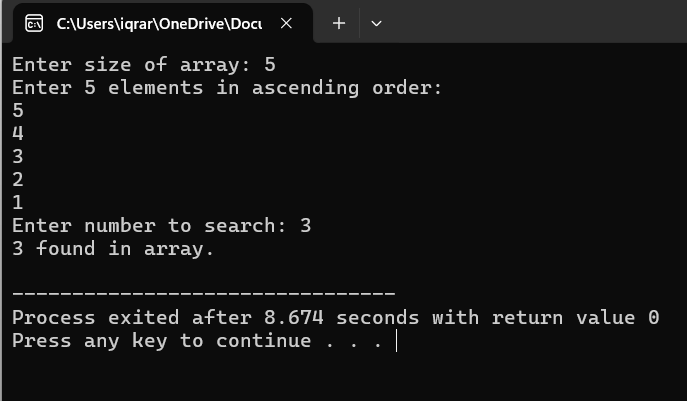 C:\Users\iqrar\OneDrive\Docu
Enter size of array: 5
Enter 5 elements in ascending order:
5
4
3
2
1
Enter number to search: 3
3 found in array.
--------------------------------
Process exited after 8.674 seconds with return value 0
Press any key to continue . . .